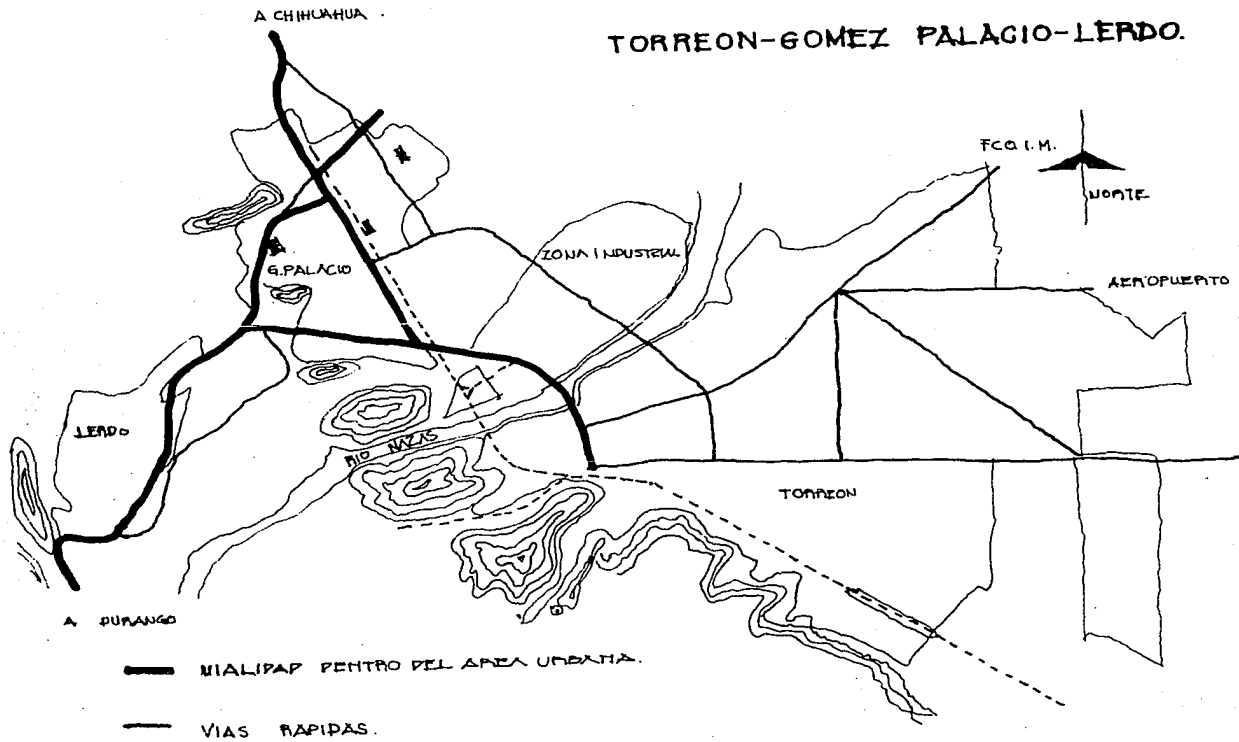 A CHIHUAHUA.
TORREON-GOMEZ PALACIO-LERDO.
FCO. I. M.
NORTE
ZONA INDUSTRIAL
G. PALACIO
AEROPUERTO
LERDO
RIO NAZAS
TORREON
A DURANGO
VIALIDAD DENTRO DEL AREA URBANA.
VIAS RAPIDAS.